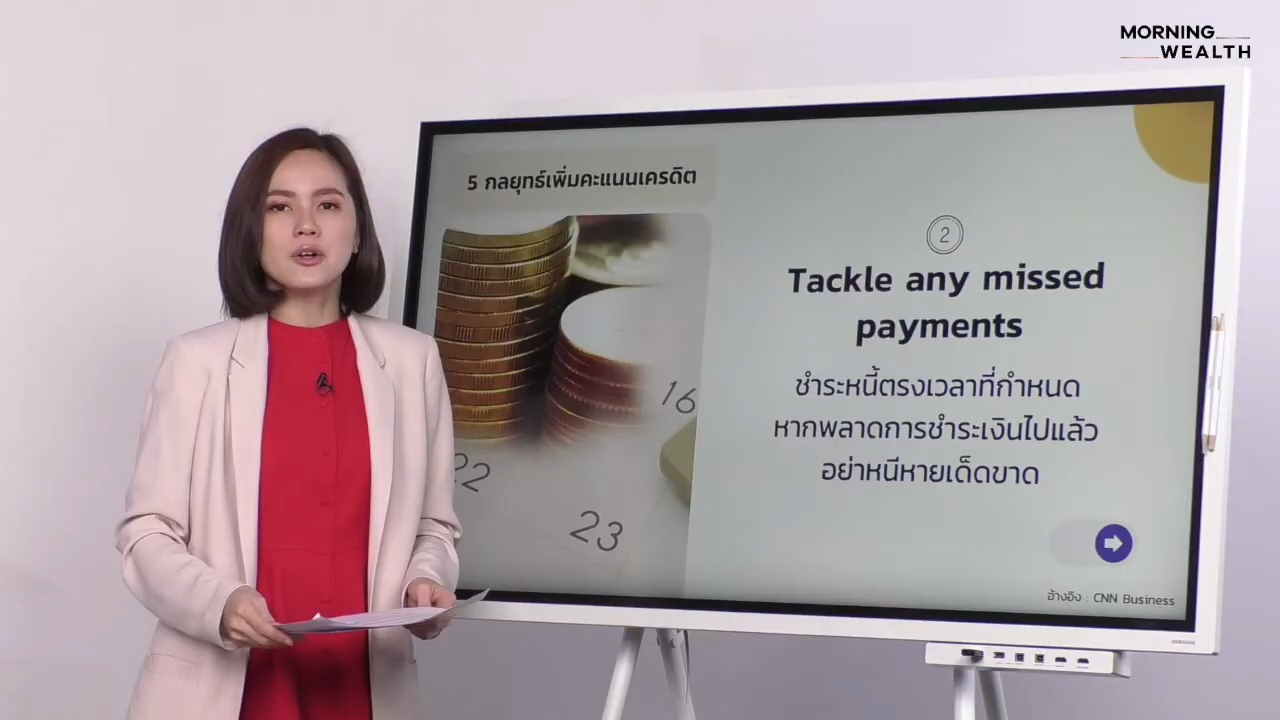 MORNING
WEALTH
5 กลยุทธ์เพิ่มคะแนนเครดิต
16
22
23
2
Tackle any missed
payments
ชำระหนี้ตรงเวลาที่กำหนด
หากพลาดการชำระเงินไปแล้ว
อย่าหนีหายเด็ดขาด
อ้างอิง : CNN Business
SAMSUNG